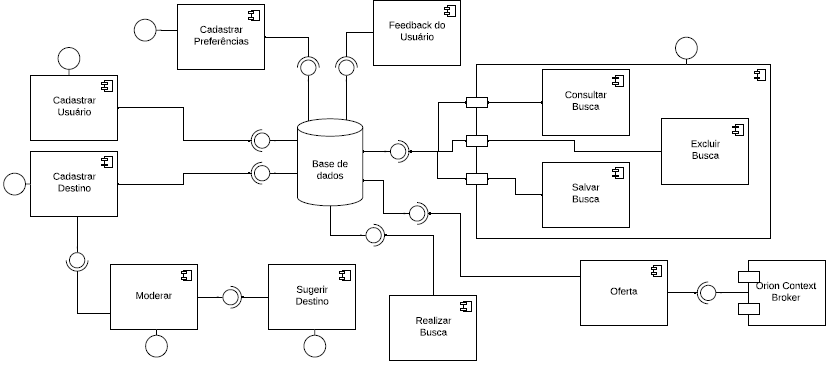 Cadastrar
Preferências
Feedback do
Usuário
Cadastrar
Usuário
Consultar
Busca
Excluir
Busca
Cadastrar
Destino
Base de
dados
Salvar
Busca
Moderar
Sugerir
Destino
Realizar
Busca
Oferta
Orion Context
Broker